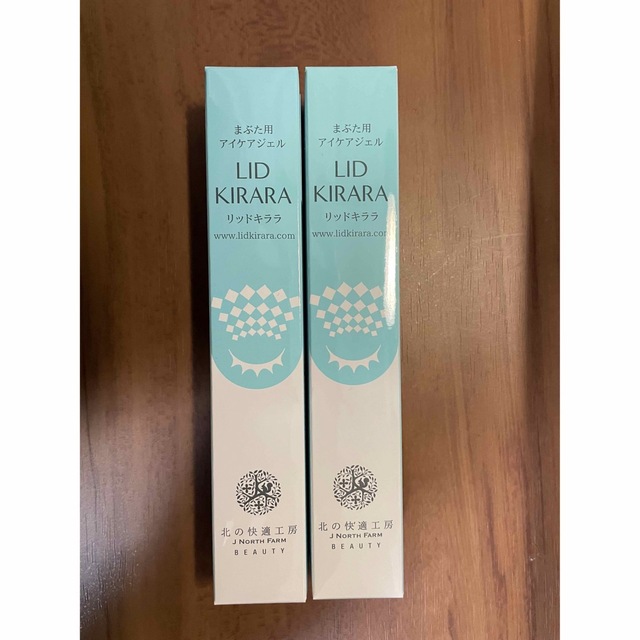 まぶた用
アイケアジェル
LID
KIRARA
リッドキララ
www.lidkirara.com
北の快適工房
J NORTH FARM
BEAUTY
まぶた用
アイケアジェル
LID
KIRARA
リッドキララ
www.lidkirara.com
北の快適工房
J NORTH FARM
BEAUTY